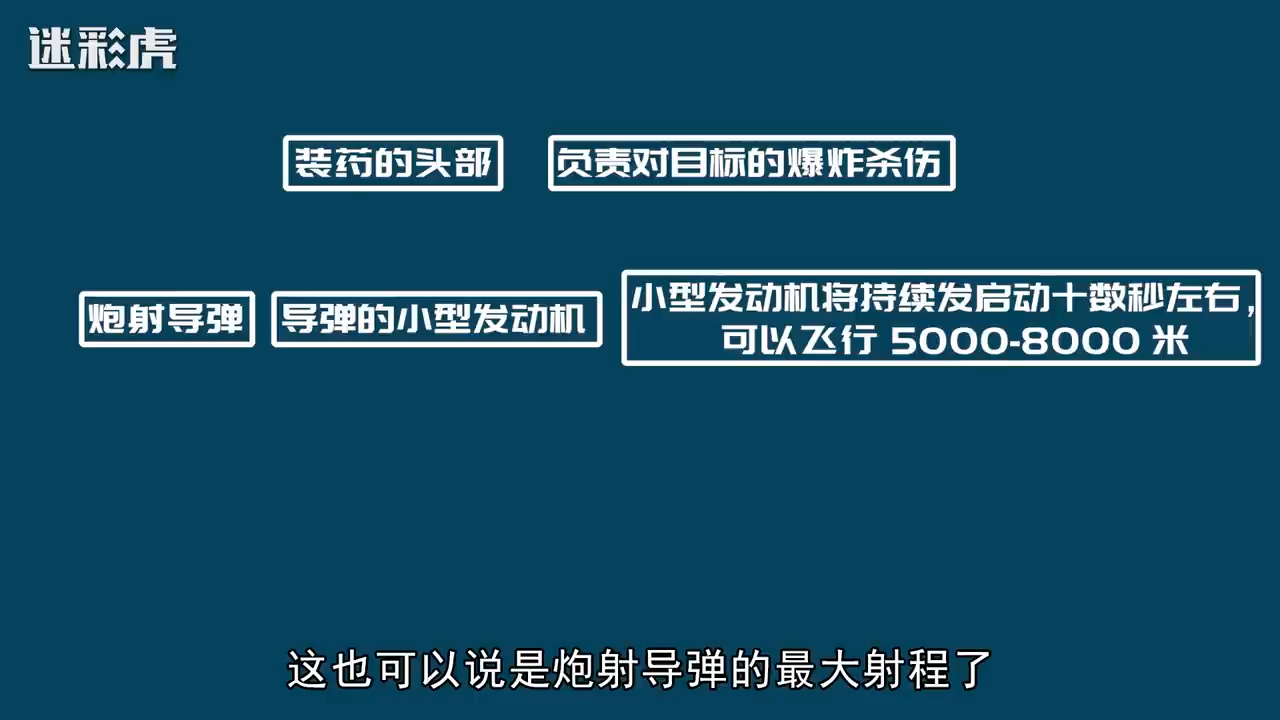 迷彩虎
装药的头部
负责对目标的爆炸杀伤
炮射导弹
导弹的小型发动机
小型发动机将持续发启动十数秒左右，
可以飞行 5000-8000 米
这也可以说是炮射导弹的最大射程了